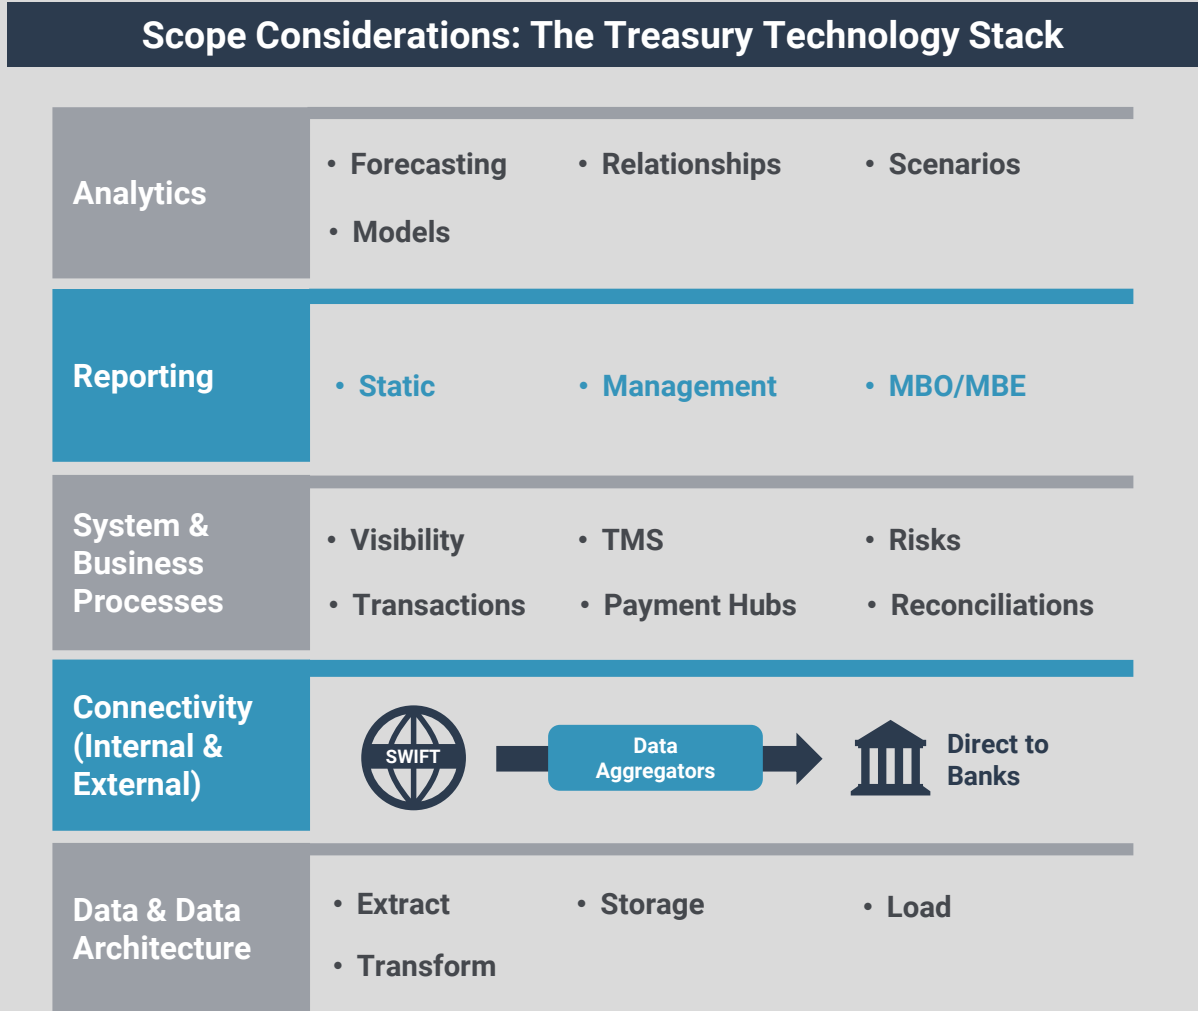 Scope Considerations: The Treasury Technology Stack
Analytics
• Forecasting • Relationships • Scenarios
• Models
Reporting
• Static • Management • MBO/MBE
System &
Business
Processes
• Visibility • TMS • Risks
• Transactions • Payment Hubs • Reconciliations
Connectivity
(Internal &
External)
SWIFT
Data
Aggregators
Direct to
Banks
Data & Data
Architecture
• Extract • Storage • Load
• Transform